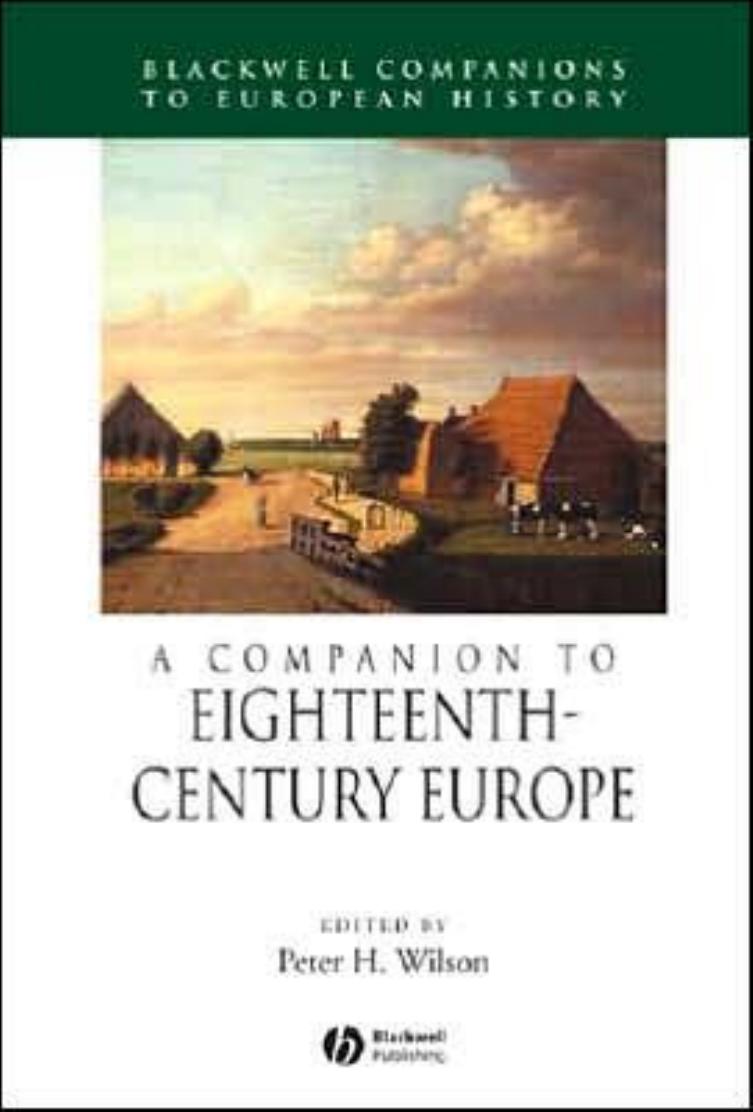 BLACKWELL COMPANIONS
TO EUROPEAN HISTORY
A COMPANION TO
EIGHTEENTH-
CENTURY EUROPE
EDITED BY
Peter H. Wilson
Blackwell
Publishing